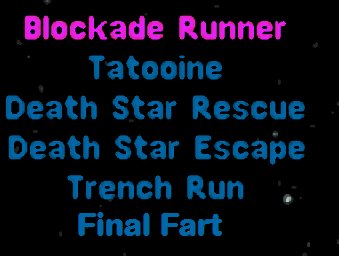 Blockade Runner
Tatooine
Death Star Rescue
Death Star Escape
Trench Run
Final Fart